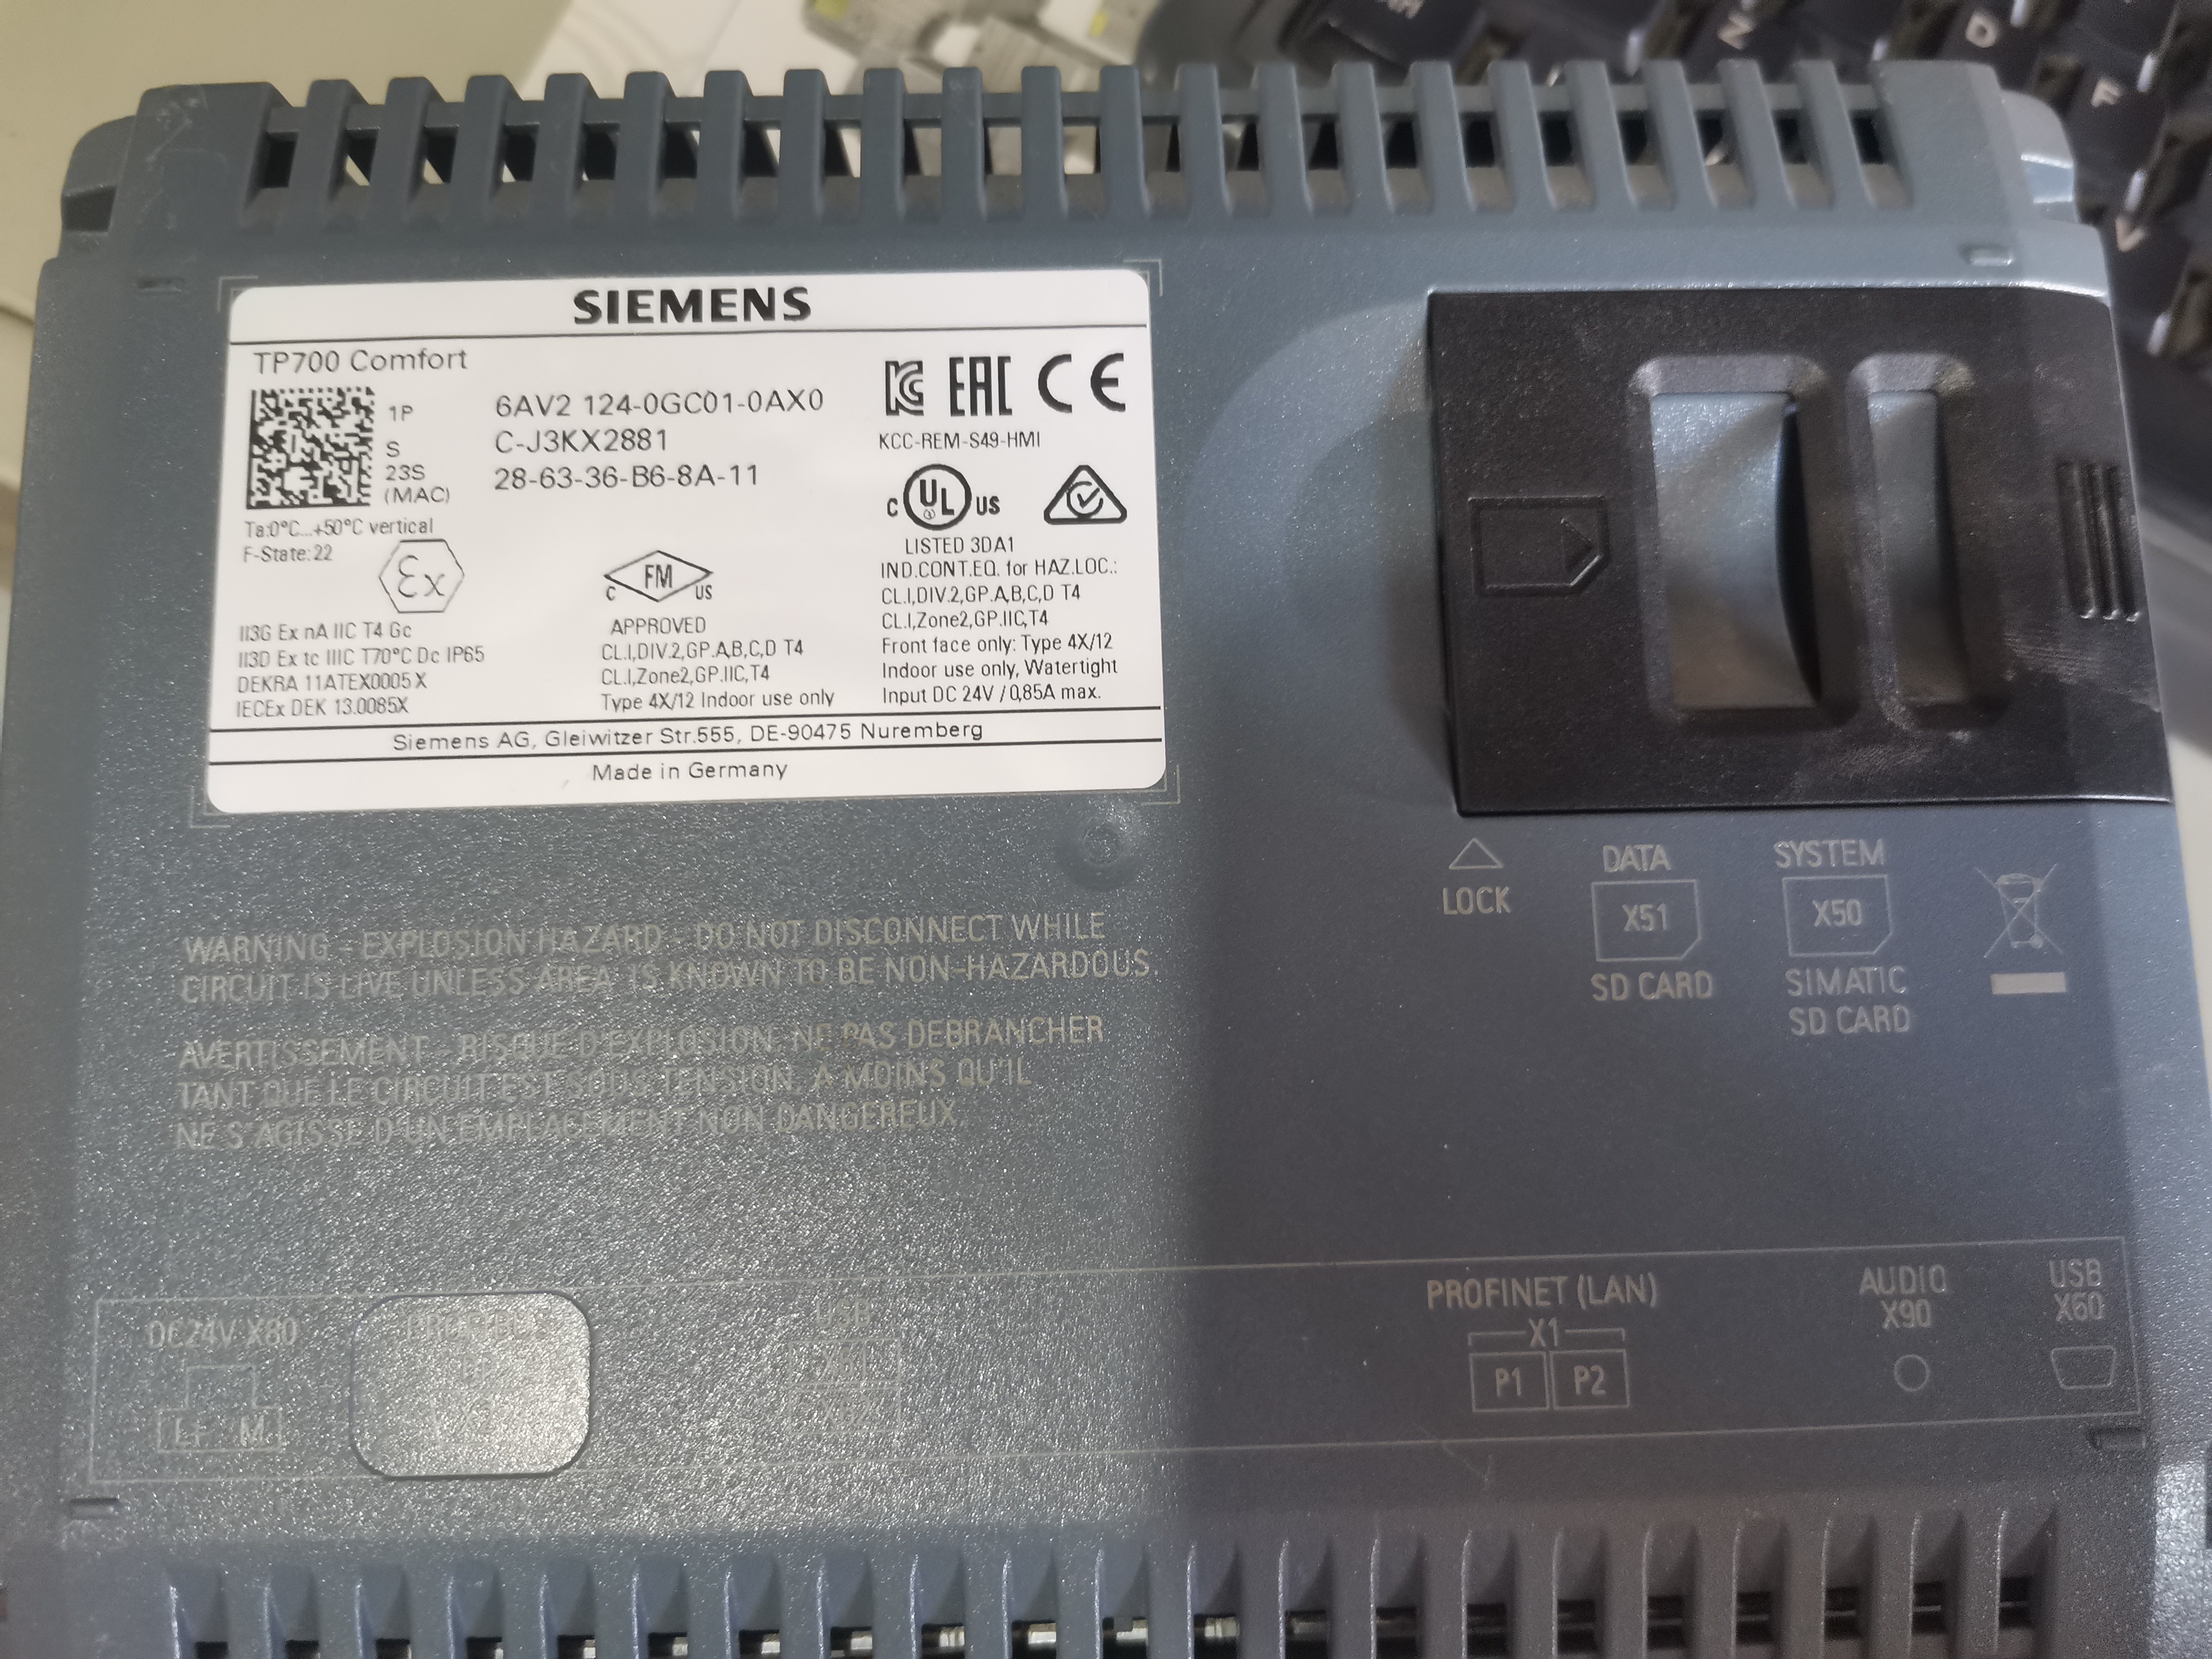 SIEMENS
TP700 Comfort
1P 6AV2 124-0GC01-0AX0
S C-J3KX2881
23S 28-63-36-B6-8A-11
(MAC)
Ta:0°C...+50°C vertical
F-State: 22
Ex
II3G Ex nA IIC T4 Gc
II3D Ex tc IIIC T70°C Dc IP65
DEKRA 11ATEX0005 X
IECEx DEK 13.0085X
C FM US
APPROVED
CL.I,DIV.2,GP.A,B,C,D T4
CL.I,Zone2,GP.IIC,T4
Type 4X/12 Indoor use only
EAC CE
KCC-REM-S49-HMI
C UL US
LISTED 3DA1
IND.CONT.EQ. for HAZ.LOC.:
CL.I,DIV.2,GP.A,B,C,D T4
CL.I,Zone2,GP.IIC,T4
Front face only: Type 4X/12
Indoor use only, Watertight
Input DC 24V / 0,85A max.
Siemens AG, Gleiwitzer Str.555, DE-90475 Nuremberg
Made in Germany
LOCK
DATA
X51
SD CARD
SYSTEM
X50
SIMATIC
SD CARD
WARNING - EXPLOSION HAZARD - DO NOT DISCONNECT WHILE
CIRCUIT IS LIVE UNLESS AREA IS KNOWN TO BE NON-HAZARDOUS.
AVERTISSEMENT - RISQUE D'EXPLOSION. NE PAS DEBRANCHER
TANT QUE LE CIRCUIT EST SOUS TENSION, A MOINS QU'IL
NE S'AGISSE D'UN EMPLACEMENT NON DANGEREUX.
DC24V X80
L+ M
USB
X61
X62
PROFINET (LAN)
X1
P1 P2
AUDIO
X90
USB
X60
Z
D
F
V